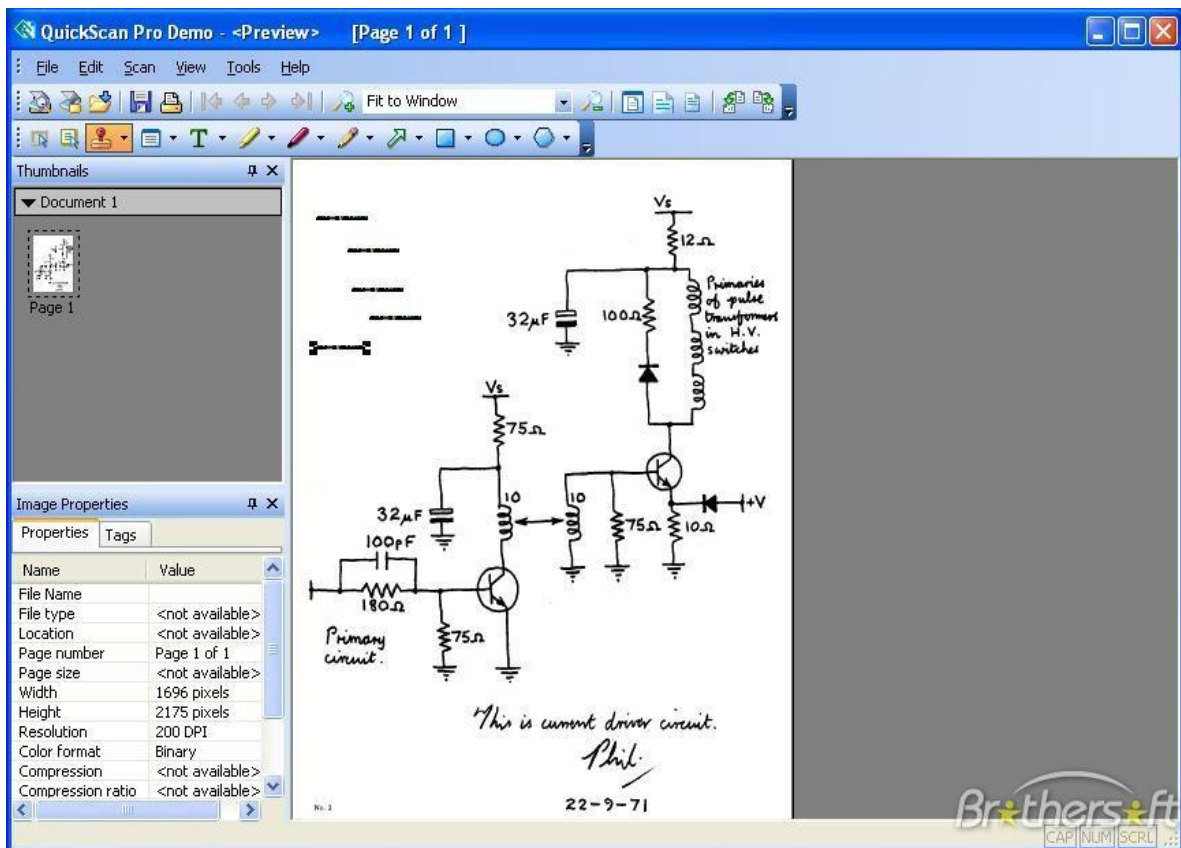 QuickScan Pro Demo - <Preview> [Page 1 of 1 ]
File Edit Scan View Tools Help
Fit to Window
T
Thumbnails
Document 1
Page 1
Image Properties
Properties Tags
Name Value
File Name
File type <not available>
Location <not available>
Page number Page 1 of 1
Page size <not available>
Width 1696 pixels
Height 2175 pixels
Resolution 200 DPI
Color format Binary
Compression <not available>
Compression ratio <not available>
Vs
12Ω
Primaries
of pulse
transformers
in H.V.
switches
32μF
100Ω
Vs
75Ω
32μF
10
10
75Ω
10Ω
+V
100pF
180Ω
75Ω
Primary
circuit.
This is current driver circuit.
Phil.
22-9-71
No. 2
Brothersoft
CAP NUM SCRL